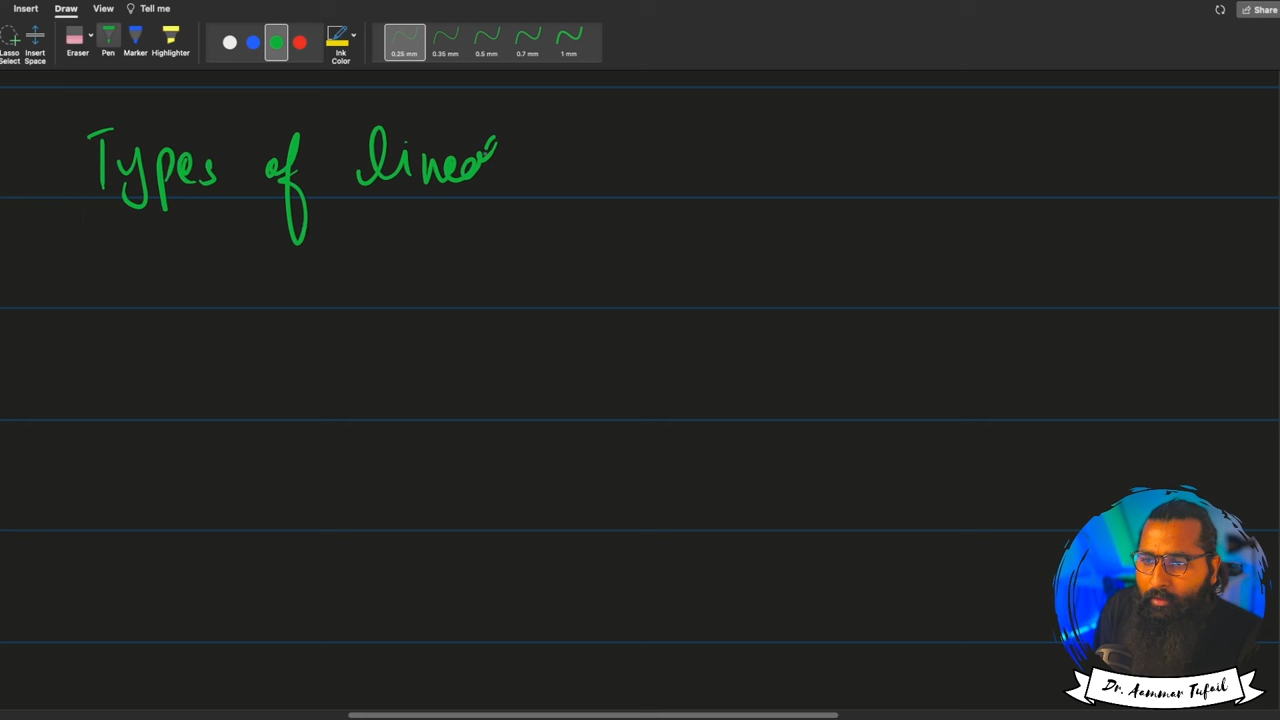 Insert Draw View Tell me Share
Lasso Select Insert Space Eraser Pen Marker Highlighter Ink Color 0.25 mm 0.35 mm 0.5 mm 0.7 mm 1 mm
Types of linear
Dr. Aammar Tufail